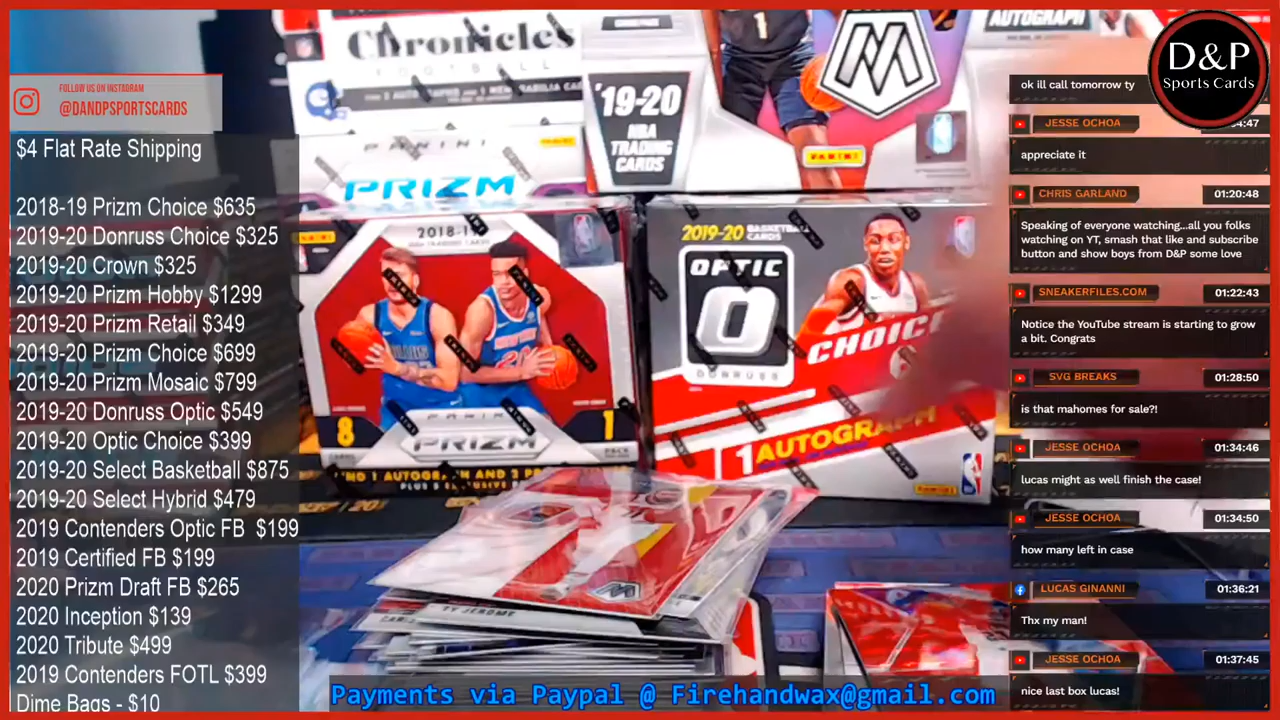 FOLLOW US ON INSTAGRAM
@DANDPSPORTSCARDS
$4 Flat Rate Shipping
2018-19 Prizm Choice $635
2019-20 Donruss Choice $325
2019-20 Crown $325
2019-20 Prizm Hobby $1299
2019-20 Prizm Retail $349
2019-20 Prizm Choice $699
2019-20 Prizm Mosaic $799
2019-20 Donruss Optic $549
2019-20 Optic Choice $399
2019-20 Select Basketball $875
2019-20 Select Hybrid $479
2019 Contenders Optic FB $199
2019 Certified FB $199
2020 Prizm Draft FB $265
2020 Inception $139
2020 Tribute $499
2019 Contenders FOTL $399
Dime Bags - $10
Chronicles
FOOTBALL
PANINI
PRIZM
'19-20
NBA
TRADING
CARDS
PANINI
AUTOGRAPH
2018-19
8
PRIZM
1
2019-20 BASKETBALL
CARDS
OPTIC
DONRUSS
CHOICE
1 AUTOGRAPH
PANINI
TY JEROME
Payments via Paypal @ Firehandwax@gmail.com
D&P
Sports Cards
ok ill call tomorrow ty
JESSE OCHOA
appreciate it
CHRIS GARLAND 01:20:48
Speaking of everyone watching...all you folks
watching on YT, smash that like and subscribe
button and show boys from D&P some love
SNEAKERFILES.COM 01:22:43
Notice the YouTube stream is starting to grow
a bit. Congrats
SVG BREAKS 01:28:50
is that mahomes for sale?!
JESSE OCHOA 01:34:46
lucas might as well finish the case!
JESSE OCHOA 01:34:50
how many left in case
LUCAS GINANNI 01:36:21
Thx my man!
JESSE OCHOA 01:37:45
nice last box lucas!